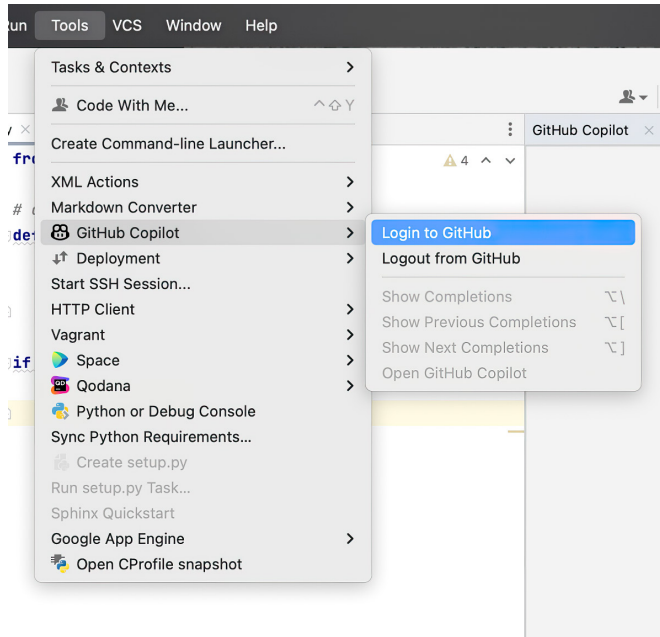 Tools VCS Window Help
Tasks & Contexts
Code With Me... ^⇧Y
Create Command-line Launcher...
GitHub Copilot
4
XML Actions
Markdown Converter
GitHub Copilot
Login to GitHub
Deployment
Logout from GitHub
Start SSH Session...
Show Completions ⌥\
HTTP Client
Show Previous Completions ⌥[
Vagrant
Show Next Completions ⌥]
Space
Open GitHub Copilot
Qodana
Python or Debug Console
Sync Python Requirements...
Create setup.py
Run setup.py Task...
Sphinx Quickstart
Google App Engine
Open CProfile snapshot
if